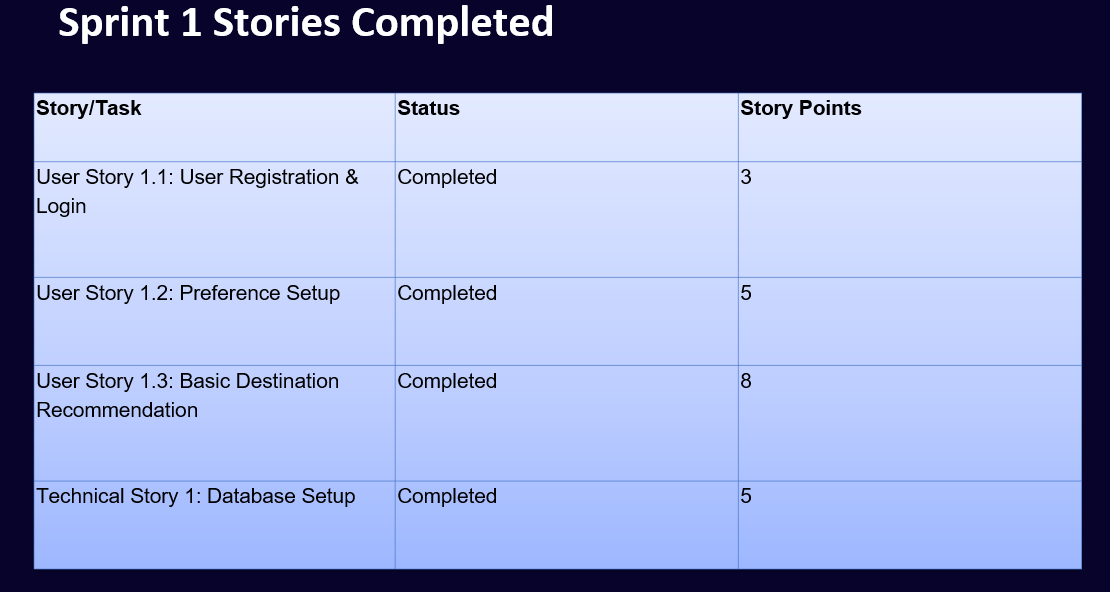 Sprint 1 Stories Completed
Story/Task Status Story Points
User Story 1.1: User Registration & Completed 3
Login
User Story 1.2: Preference Setup Completed 5
User Story 1.3: Basic Destination Completed 8
Recommendation
Technical Story 1: Database Setup Completed 5